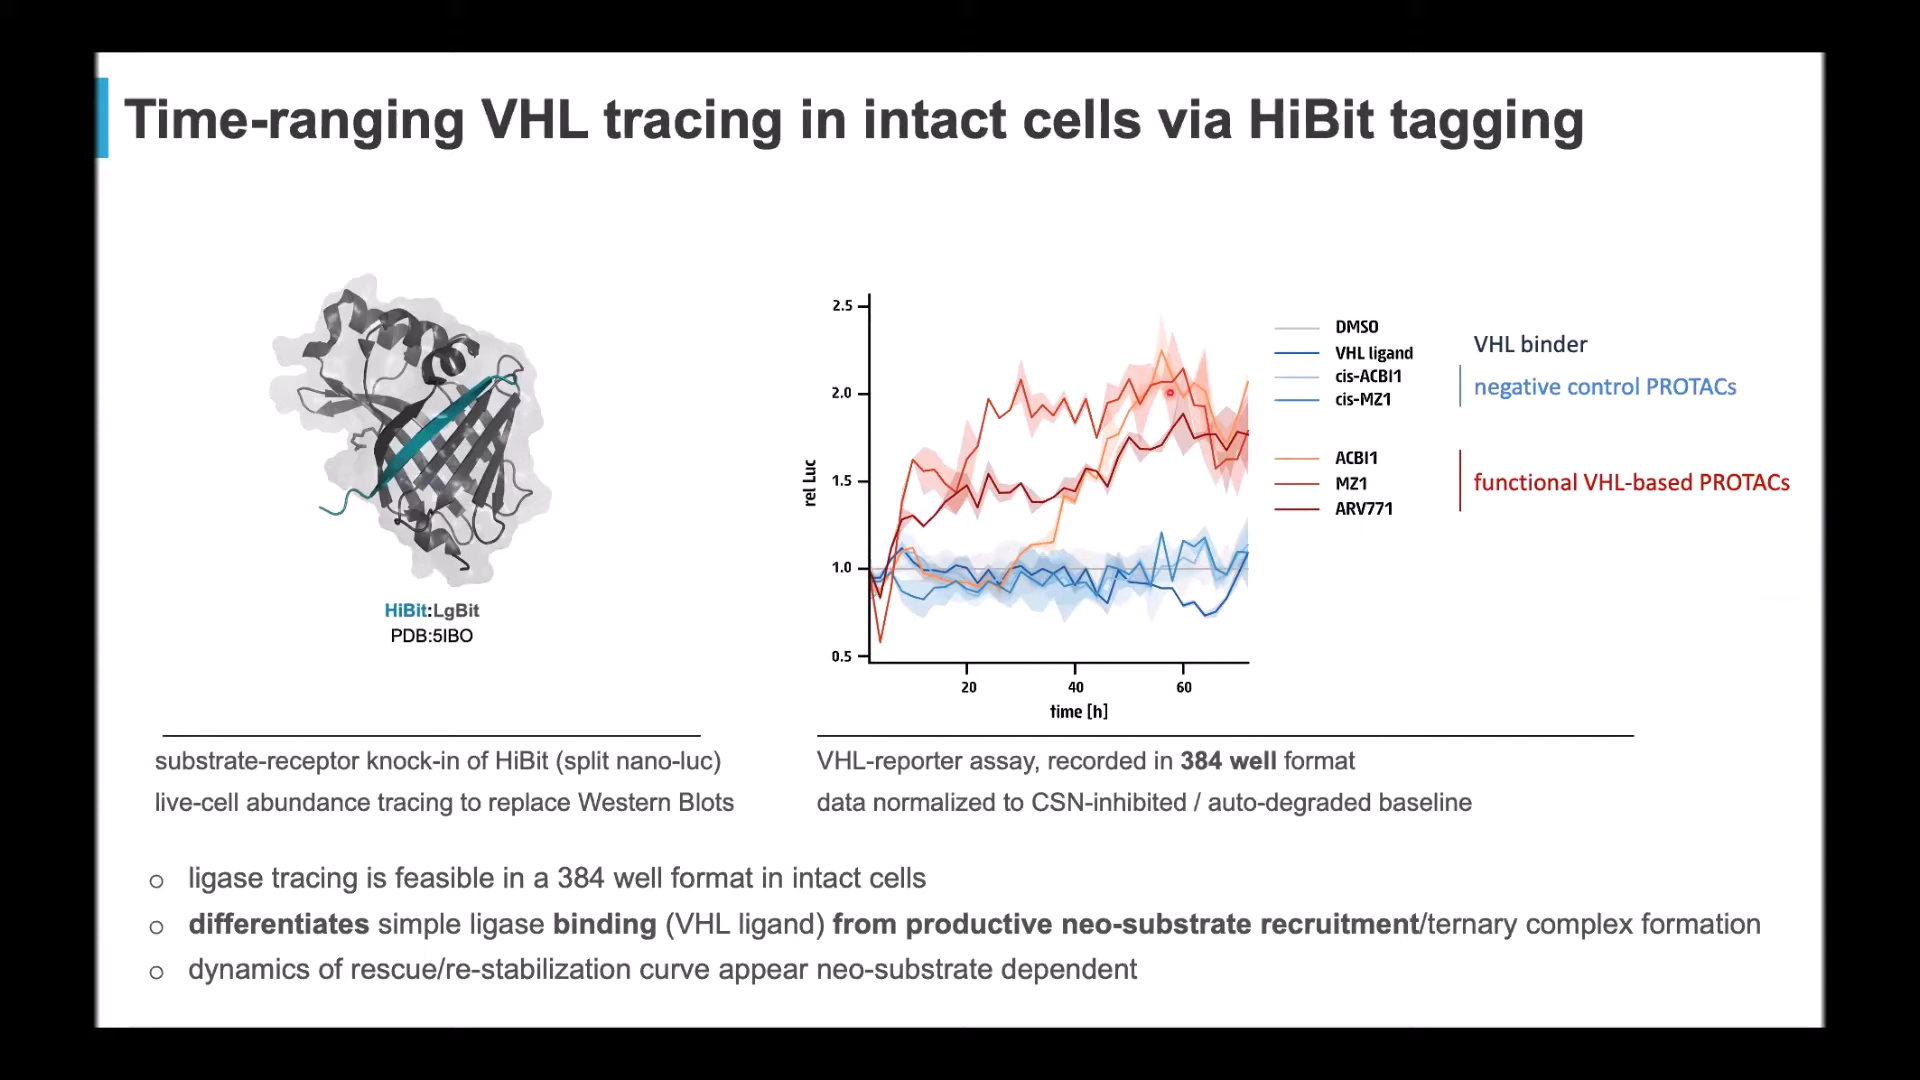 Time-ranging VHL tracing in intact cells via HiBit tagging
HiBit:LgBit
PDB:5IBO
2.5
2.0
1.5
1.0
0.5
rel Luc
20
40
60
time [h]
DMSO
VHL ligand
cis-ACBI1
cis-MZ1
ACBI1
MZ1
ARV771
VHL binder
negative control PROTACs
functional VHL-based PROTACs
substrate-receptor knock-in of HiBit (split nano-luc)
live-cell abundance tracing to replace Western Blots
VHL-reporter assay, recorded in 384 well format
data normalized to CSN-inhibited / auto-degraded baseline
ligase tracing is feasible in a 384 well format in intact cells
differentiates simple ligase binding (VHL ligand) from productive neo-substrate recruitment/ternary complex formation
dynamics of rescue/re-stabilization curve appear neo-substrate dependent